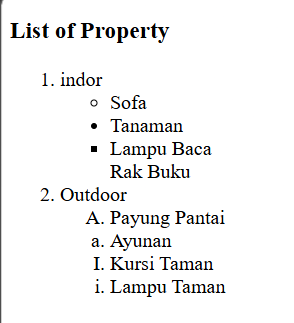 List of Property
1. indor
○ Sofa
● Tanaman
■ Lampu Baca
Rak Buku
2. Outdoor
A. Payung Pantai
a. Ayunan
I. Kursi Taman
i. Lampu Taman